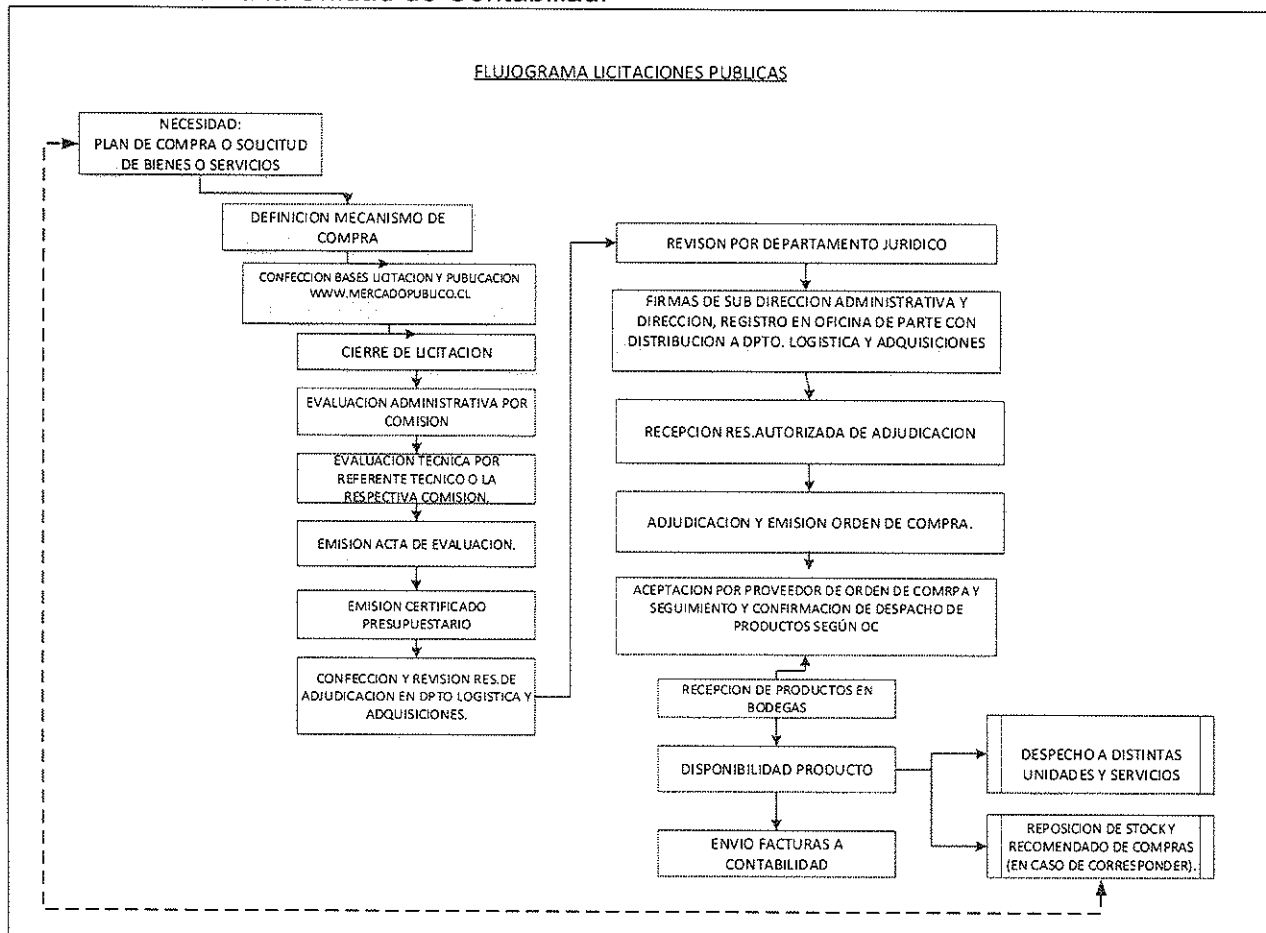 a la Unidad de Contabilidad.
FLUJOGRAMA LICITACIONES PUBLICAS
NECESIDAD:
PLAN DE COMPRA O SOLICITUD
DE BIENES O SERVICIOS
DEFINICION MECANISMO DE
COMPRA
CONFECCION BASES LICITACION Y PUBLICACION
WWW.MERCADOPUBLICO.CL
CIERRE DE LICITACION
EVALUACION ADMINISTRATIVA POR
COMISION
EVALUACION TECNICA POR
REFERENTE TECNICO O LA
RESPECTIVA COMISION.
EMISION ACTA DE EVALUACION.
EMISION CERTIFICADO
PRESUPUESTARIO
CONFECCION Y REVISION RES.DE
ADJUDICACION EN DPTO LOGISTICA Y
ADQUISICIONES.
REVISON POR DEPARTAMENTO JURIDICO
FIRMAS DE SUB DIRECCION ADMINISTRATIVA Y
DIRECCION, REGISTRO EN OFICINA DE PARTE CON
DISTRIBUCION A DPTO. LOGISTICA Y ADQUISICIONES
RECEPCION RES.AUTORIZADA DE ADJUDICACION
ADJUDICACION Y EMISION ORDEN DE COMPRA.
ACEPTACION POR PROVEEDOR DE ORDEN DE COMRPA Y
SEGUIMIENTO Y CONFIRMACION DE DESPACHO DE
PRODUCTOS SEGÚN OC
RECEPCION DE PRODUCTOS EN
BODEGAS
DISPONIBILIDAD PRODUCTO
ENVIO FACTURAS A
CONTABILIDAD
DESPECHO A DISTINTAS
UNIDADES Y SERVICIOS
REPOSICION DE STOCK Y
RECOMENDADO DE COMPRAS
(EN CASO DE CORRESPONDER).